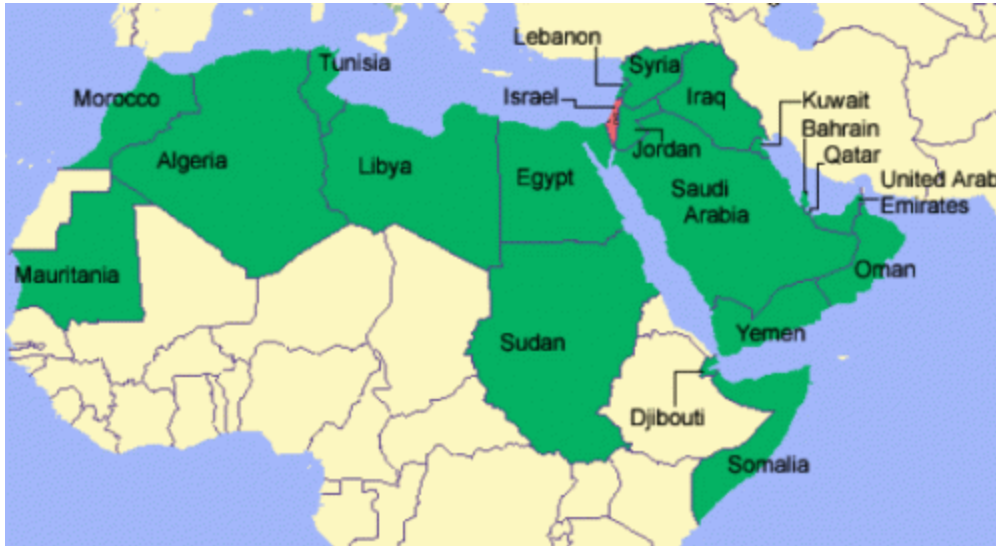 Lebanon
Tunisia
Syria
Morocco
Israel
Iraq
Kuwait
Bahrain
Algeria
Libya
Egypt
Jordan
Qatar
Saudi
Arabia
United Arab
Emirates
Mauritania
Oman
Sudan
Yemen
Djibouti
Somalia